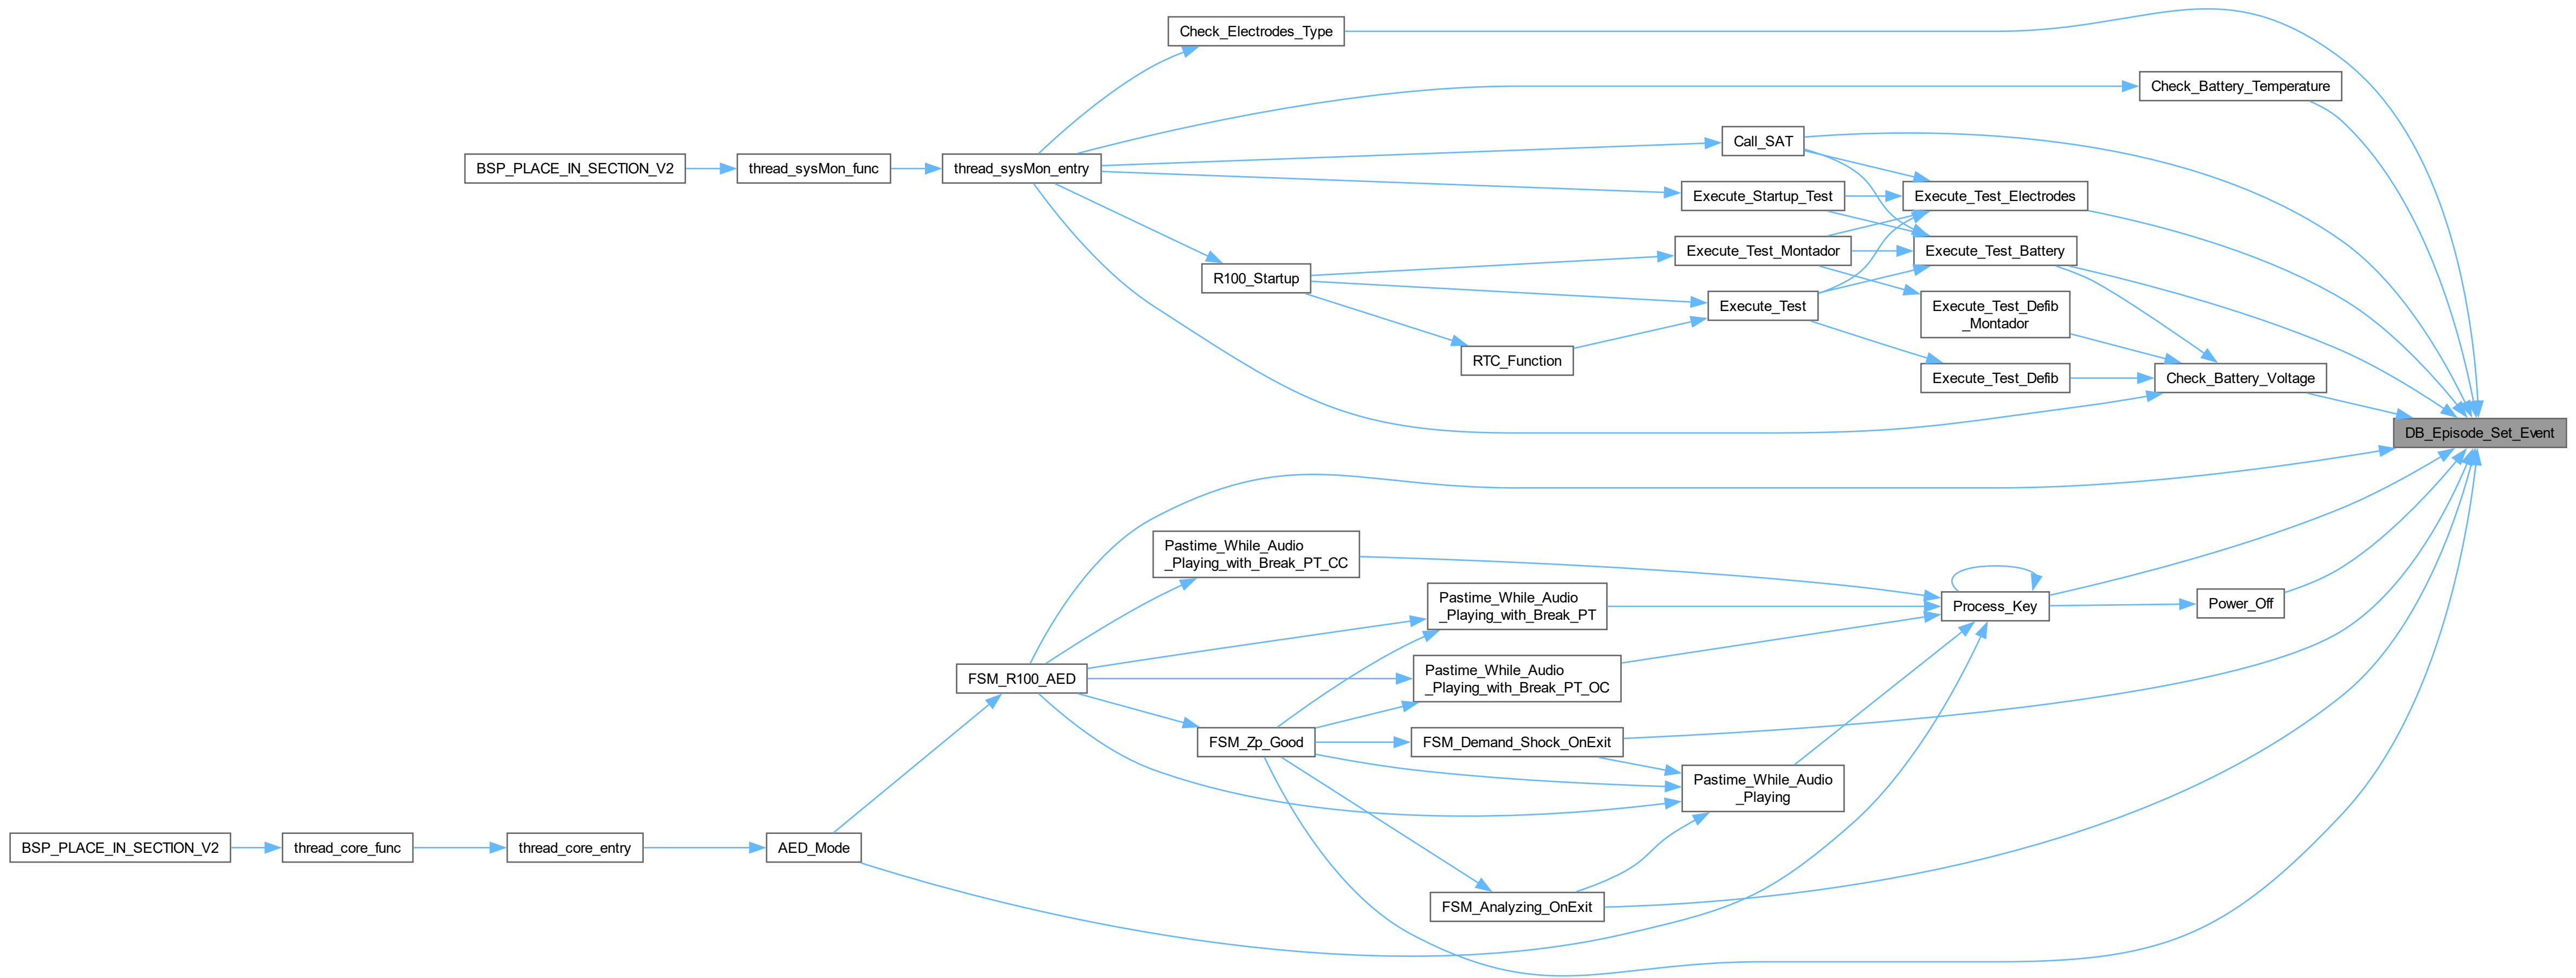 Check_Electrodes_Type
Check_Battery_Temperature
Call_SAT
BSP_PLACE_IN_SECTION_V2
thread_sysMon_func
thread_sysMon_entry
Execute_Startup_Test
Execute_Test_Electrodes
Execute_Test_Montador
Execute_Test_Battery
R100_Startup
Execute_Test
Execute_Test_Defib
_Montador
RTC_Function
Execute_Test_Defib
Check_Battery_Voltage
DB_Episode_Set_Event
Pastime_While_Audio
_Playing_with_Break_PT_CC
Pastime_While_Audio
_Playing_with_Break_PT
Process_Key
Power_Off
FSM_R100_AED
Pastime_While_Audio
_Playing_with_Break_PT_OC
FSM_Zp_Good
FSM_Demand_Shock_OnExit
Pastime_While_Audio
_Playing
BSP_PLACE_IN_SECTION_V2
thread_core_func
thread_core_entry
AED_Mode
FSM_Analyzing_OnExit